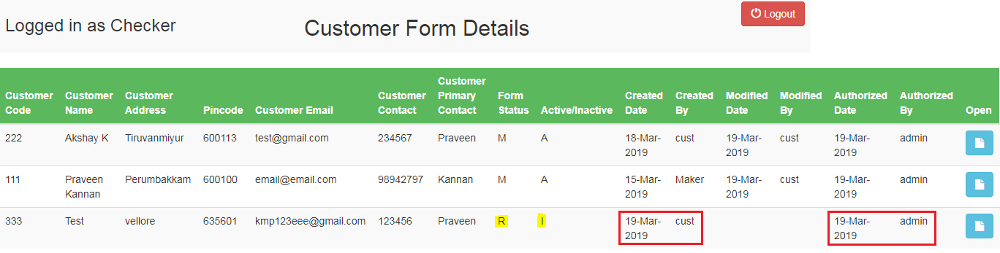 Logged in as Checker
Customer Form Details
Logout
Customer Code Customer Name Customer Address Pincode Customer Email Customer Contact Customer Primary Contact Form Status Active/Inactive Created Date Created By Modified Date Modified By Authorized Date Authorized By Open
222 Akshay K Tiruvanmiyur 600113 test@gmail.com 234567 Praveen M A 18-Mar-2019 cust 19-Mar-2019 cust 19-Mar-2019 admin
111 Praveen Kannan Perumbakkam 600100 email@email.com 98942797 Kannan M A 15-Mar-2019 Maker 19-Mar-2019 cust 19-Mar-2019 admin
333 Test vellore 635601 kmp123eee@gmail.com 123456 Praveen R I 19-Mar-2019 cust 19-Mar-2019 admin